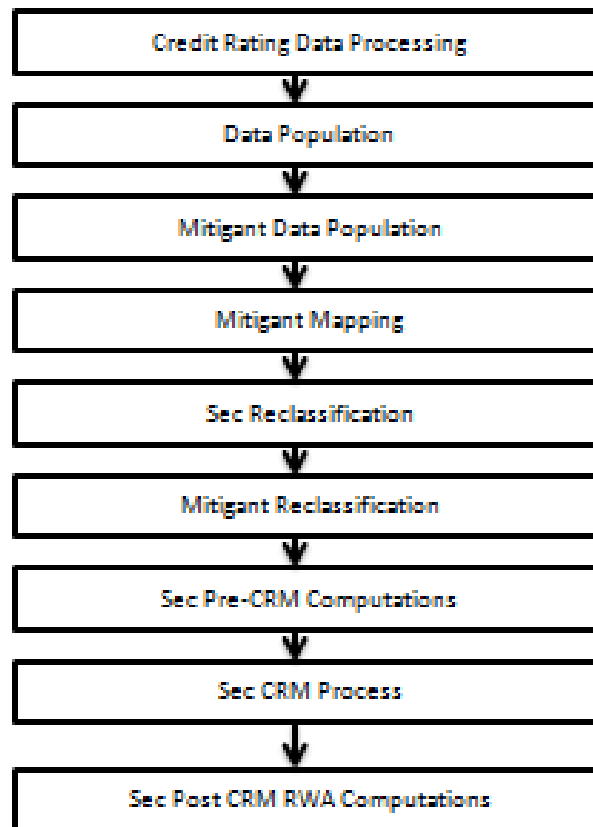 Credit Rating Data Processing
Data Population
Mitigant Data Population
Mitigant Mapping
Sec Reclassification
Mitigant Reclassification
Sec Pre-CRM Computations
Sec CRM Process
Sec Post CRM RWA Computations